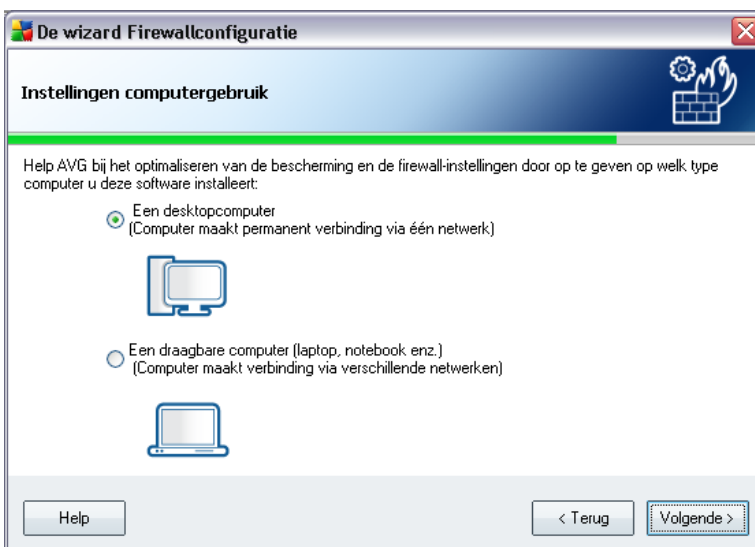 De wizard Firewallconfiguratie
Instellingen computergebruik
Help AVG bij het optimaliseren van de bescherming en de firewall-instellingen door op te geven op welk type
computer u deze software installeert:
Een desktopcomputer
(Computer maakt permanent verbinding via één netwerk)
Een draagbare computer (laptop, notebook enz.)
(Computer maakt verbinding via verschillende netwerken)
Help
< Terug
Volgende >